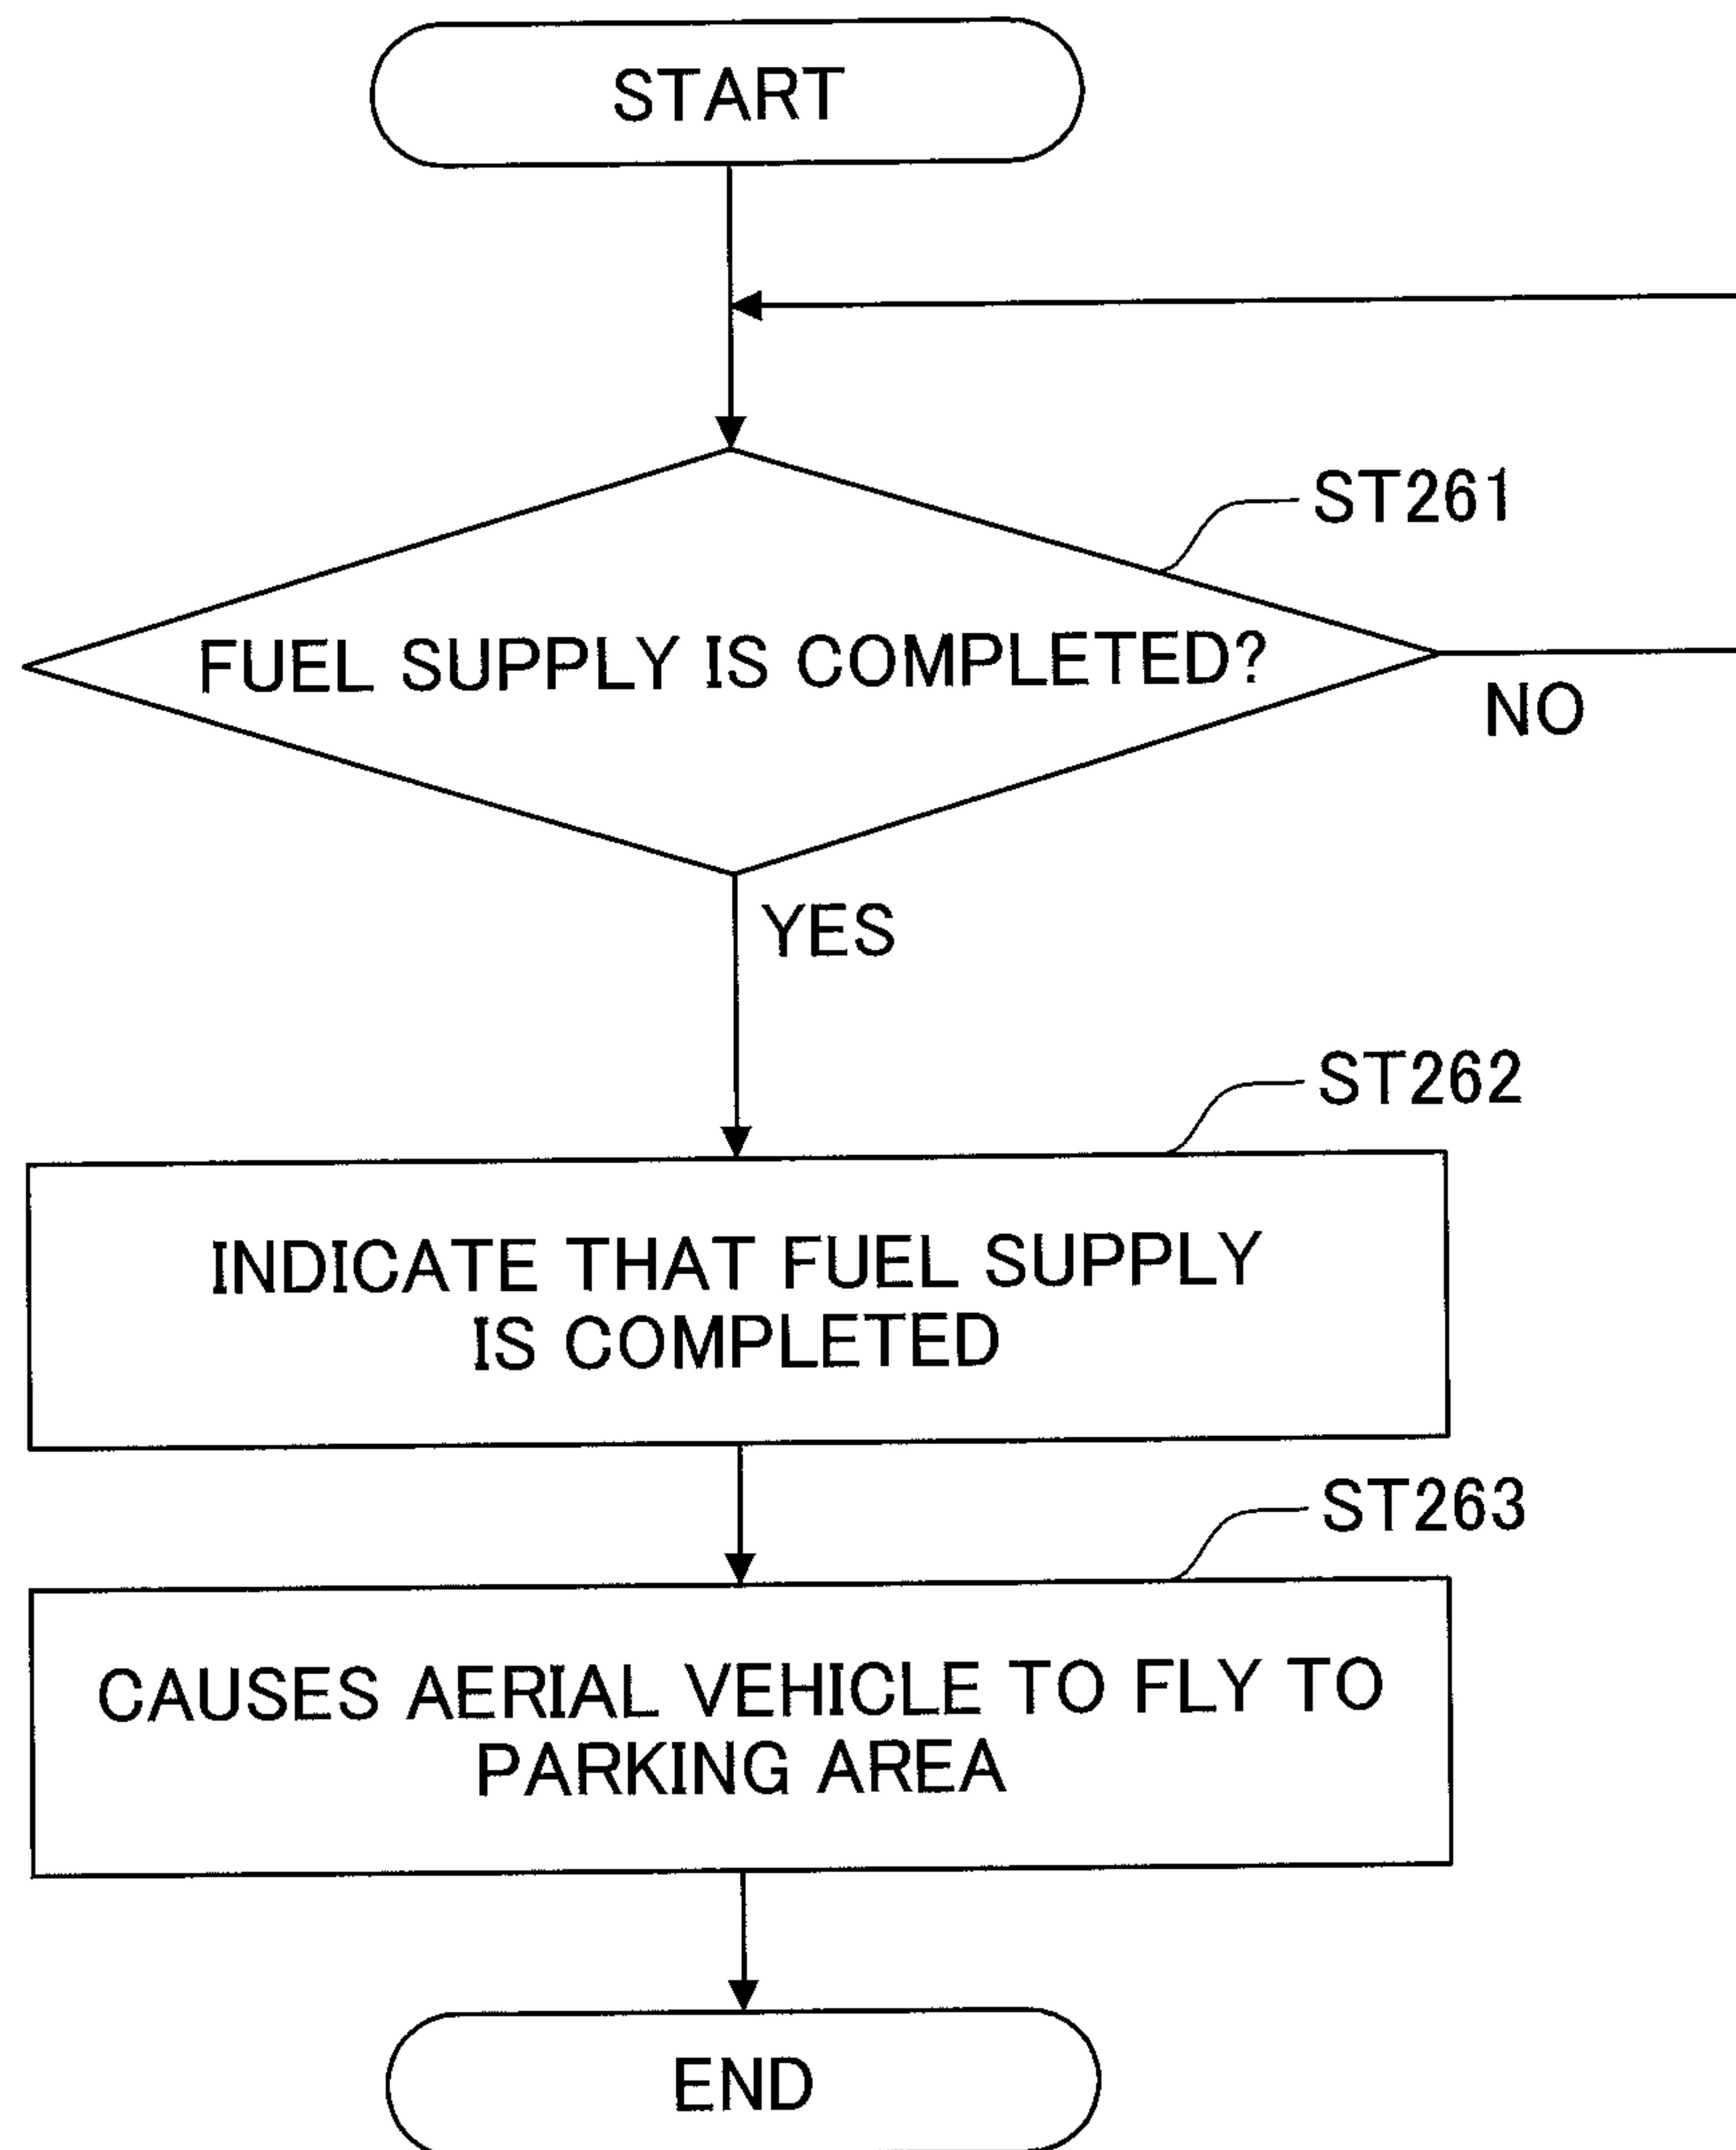 START
ST261
FUEL SUPPLY IS COMPLETED?
NO
YES
ST262
INDICATE THAT FUEL SUPPLY
IS COMPLETED
ST263
CAUSES AERIAL VEHICLE TO FLY TO
PARKING AREA
END